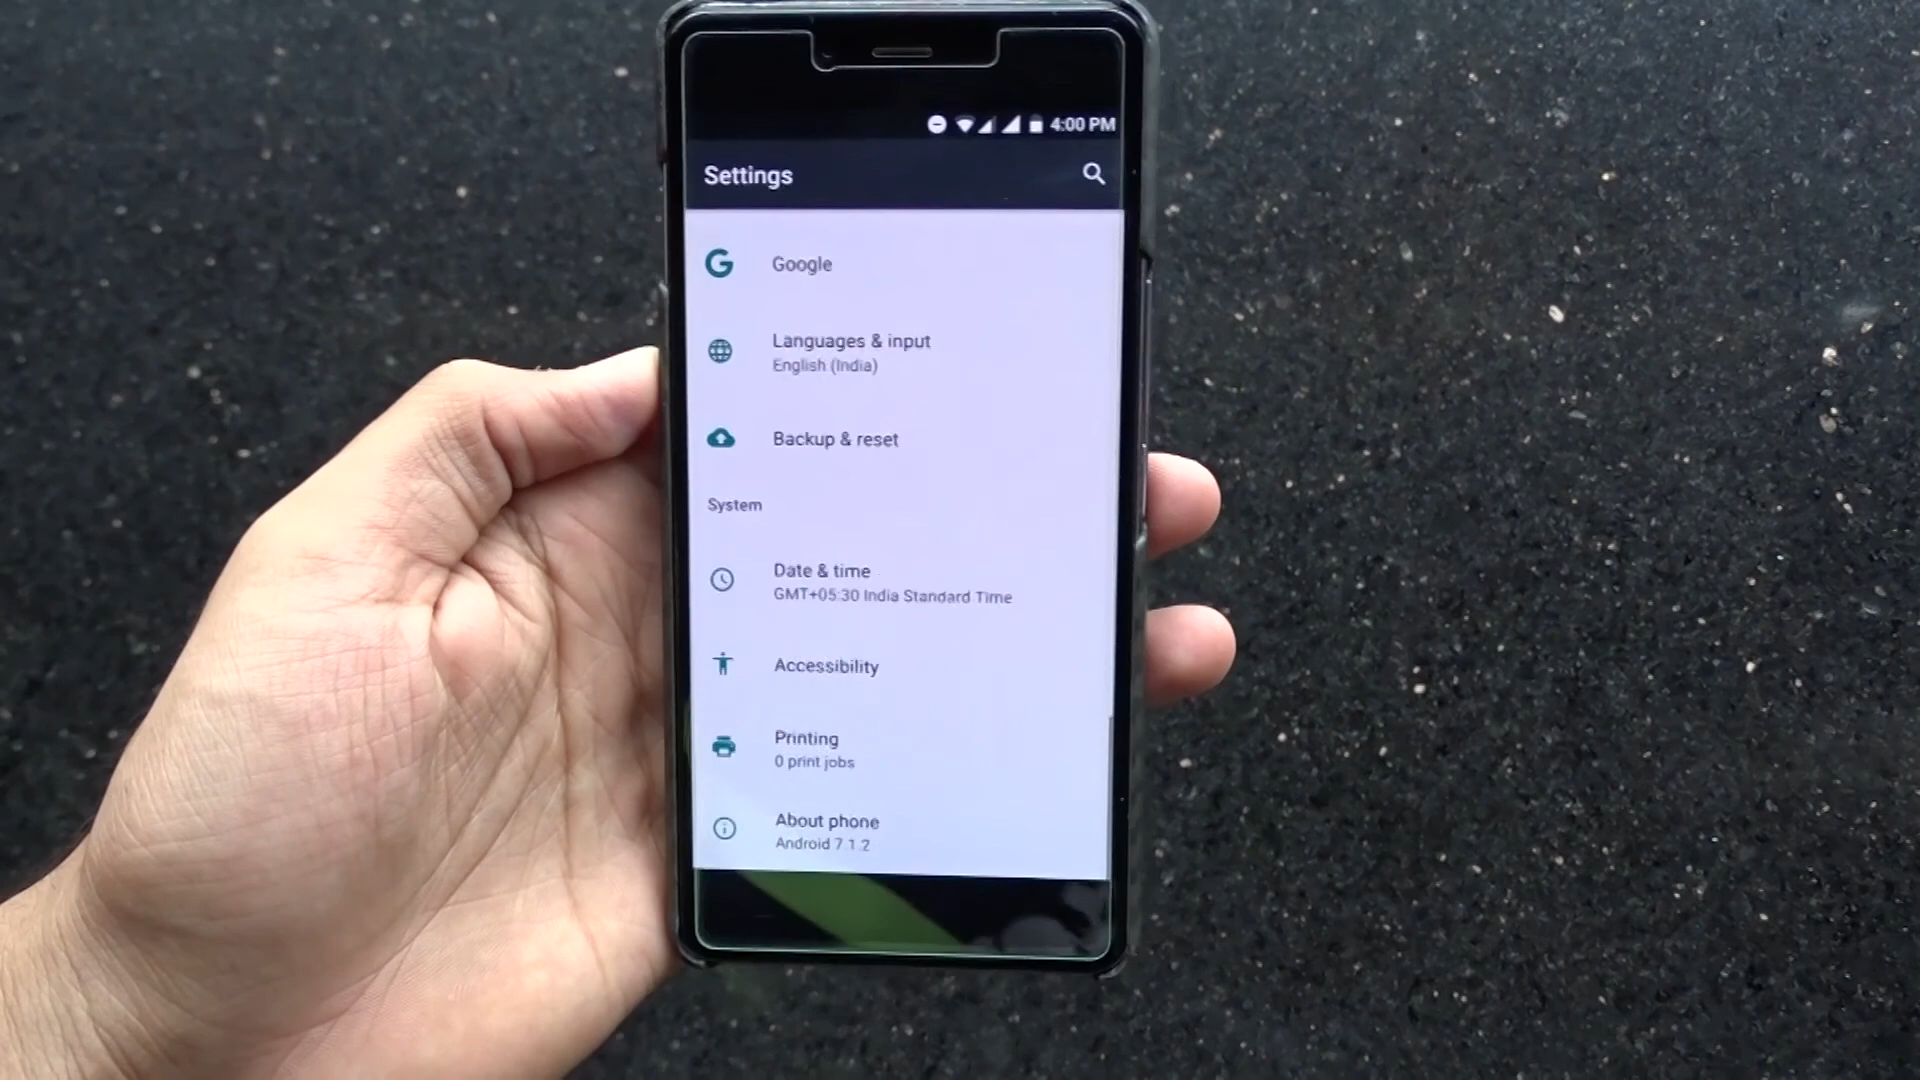 4:00 PM
Settings
Google
Languages & input
English (India)
Backup & reset
System
Date & time
GMT+05:30 India Standard Time
Accessibility
Printing
0 print jobs
About phone
Android 7.1.2